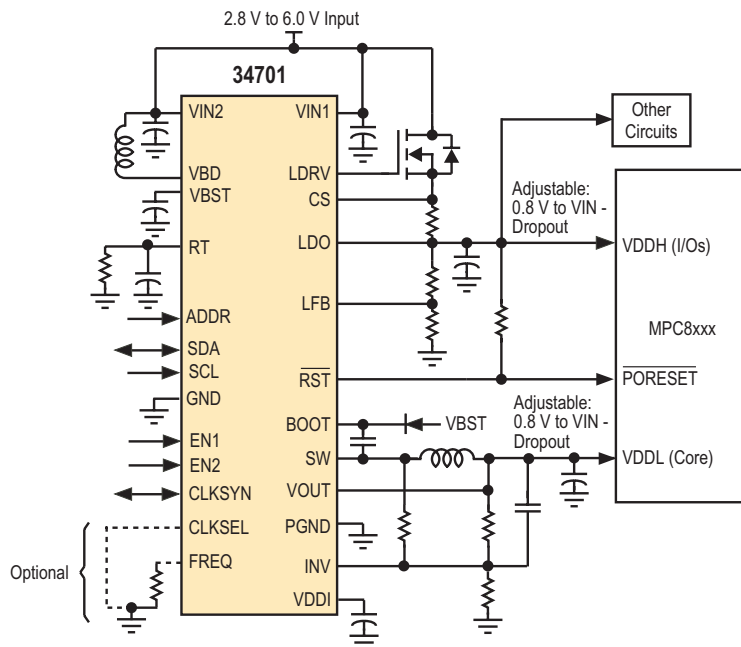 2.8 V to 6.0 V Input
34701
VIN2
VIN1
Other
Circuits
VBD
LDRV
VBST
CS
Adjustable:
0.8 V to VIN -
Dropout
RT
LDO
VDDH (I/Os)
LFB
ADDR
MPC8xxx
SDA
SCL
RST
PORESET
GND
BOOT
VBST
Adjustable:
0.8 V to VIN -
Dropout
EN1
EN2
SW
VDDL (Core)
CLKSYN
VOUT
CLKSEL
PGND
Optional
FREQ
INV
VDDI